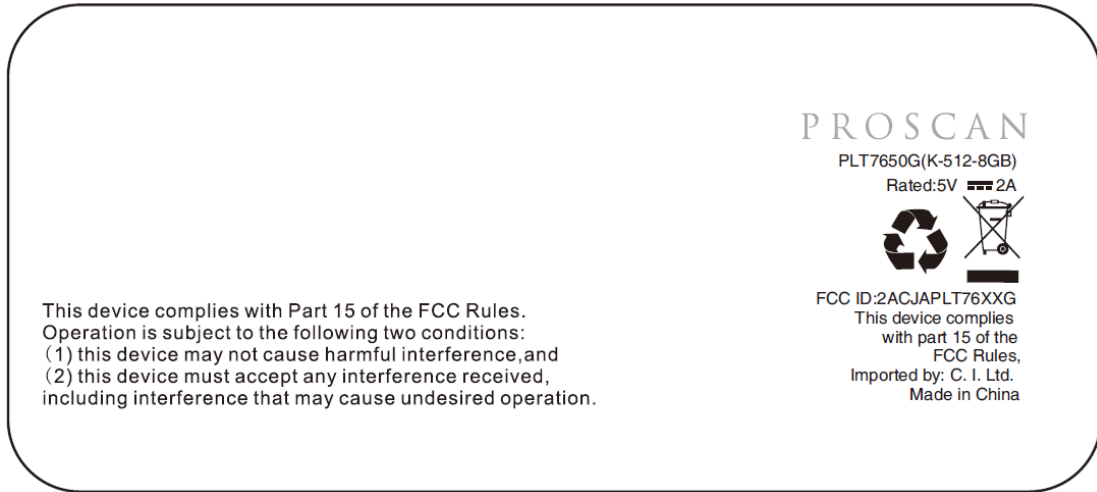 PROSCAN
PLT7650G(K-512-8GB)
Rated:5V ⎓ 2A
FCC ID:2ACJAPLT76XXG
This device complies
with part 15 of the
FCC Rules,
Imported by: C. I. Ltd.
Made in China
This device complies with Part 15 of the FCC Rules.
Operation is subject to the following two conditions:
(1) this device may not cause harmful interference,and
(2) this device must accept any interference received,
including interference that may cause undesired operation.